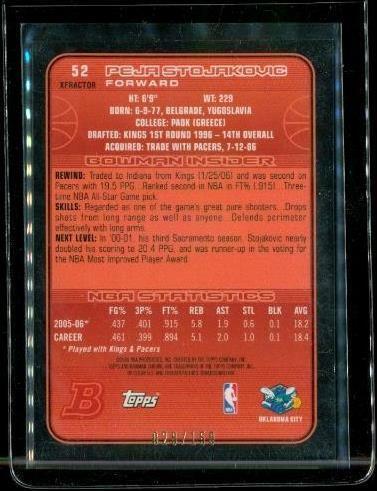 52 PEJA STOJAKOVIC
XFRACTOR FORWARD
HT: 6'9" WT: 229
BORN: 6-9-77, BELGRADE, YUGOSLAVIA
COLLEGE: PAOK (GREECE)
DRAFTED: KINGS 1ST ROUND 1996 – 14TH OVERALL
ACQUIRED: TRADE WITH PACERS, 7-12-06
BOWMAN INSIDER
REWIND: Traded to Indiana from Kings (1/25/06) and was second on
Pacers with 19.5 PPG...Ranked second in NBA in FT% (.915)...Three-
time NBA All-Star Game pick.
SKILLS: Regarded as one of the game's great pure shooters...Drops
shots from long range as well as anyone...Defends perimeter
effectively with long arms.
NEXT LEVEL: In '00-01, his third Sacramento season, Stojakovic nearly
doubled his scoring to 20.4 PPG, and was runner-up in the voting for
the NBA Most Improved Player Award.
NBA STATISTICS
FG% 3P% FT% REB AST STL BLK AVG
2005-06* .437 .401 .915 5.8 1.9 0.6 0.1 18.2
CAREER .461 .399 .894 5.1 2.0 1.0 0.1 18.4
* Played with Kings & Pacers
B Topps NBA
OKLAHOMA CITY